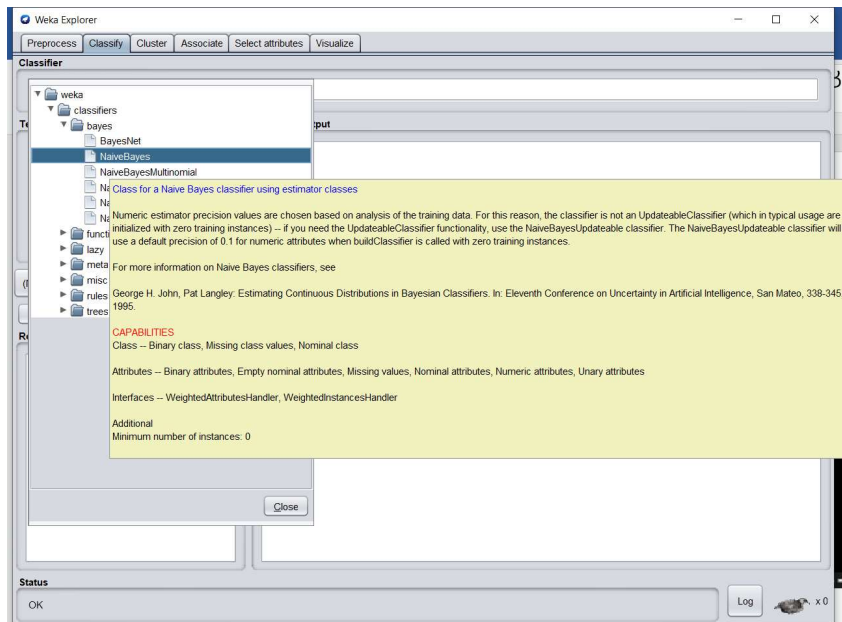 Weka Explorer
Preprocess Classify Cluster Associate Select attributes Visualize
Classifier
weka
classifiers
bayes
BayesNet
NaiveBayes
NaiveBayesMultinomial
Class for a Naive Bayes classifier using estimator classes
Numeric estimator precision values are chosen based on analysis of the training data. For this reason, the classifier is not an UpdateableClassifier (which in typical usage are
initialized with zero training instances) -- if you need the UpdateableClassifier functionality, use the NaiveBayesUpdateable classifier. The NaiveBayesUpdateable classifier will
use a default precision of 0.1 for numeric attributes when buildClassifier is called with zero training instances.
lazy
meta
For more information on Naive Bayes classifiers, see
misc
rules
George H. John, Pat Langley: Estimating Continuous Distributions in Bayesian Classifiers. In: Eleventh Conference on Uncertainty in Artificial Intelligence, San Mateo, 338-345
1995.
trees
CAPABILITIES
Class -- Binary class, Missing class values, Nominal class
Attributes -- Binary attributes, Empty nominal attributes, Missing values, Nominal attributes, Numeric attributes, Unary attributes
Interfaces -- WeightedAttributesHandler, WeightedInstancesHandler
Additional
Minimum number of instances: 0
Close
Status
OK
Log
x 0